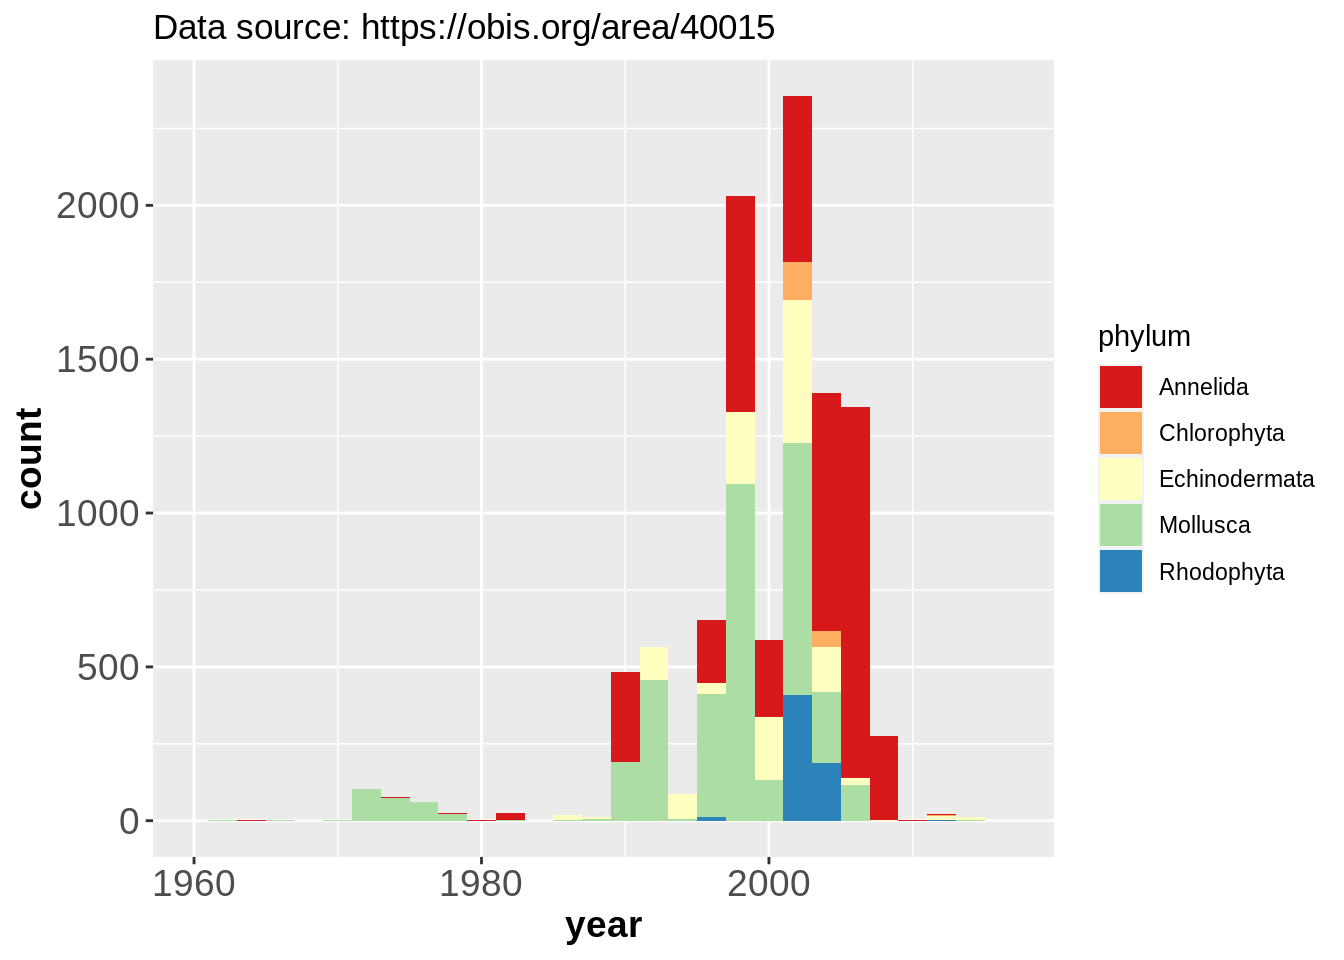 Data source: https://obis.org/area/40015
2000
1500
1000
500
0
count
1960 1980 2000
year
phylum
Annelida
Chlorophyta
Echinodermata
Mollusca
Rhodophyta